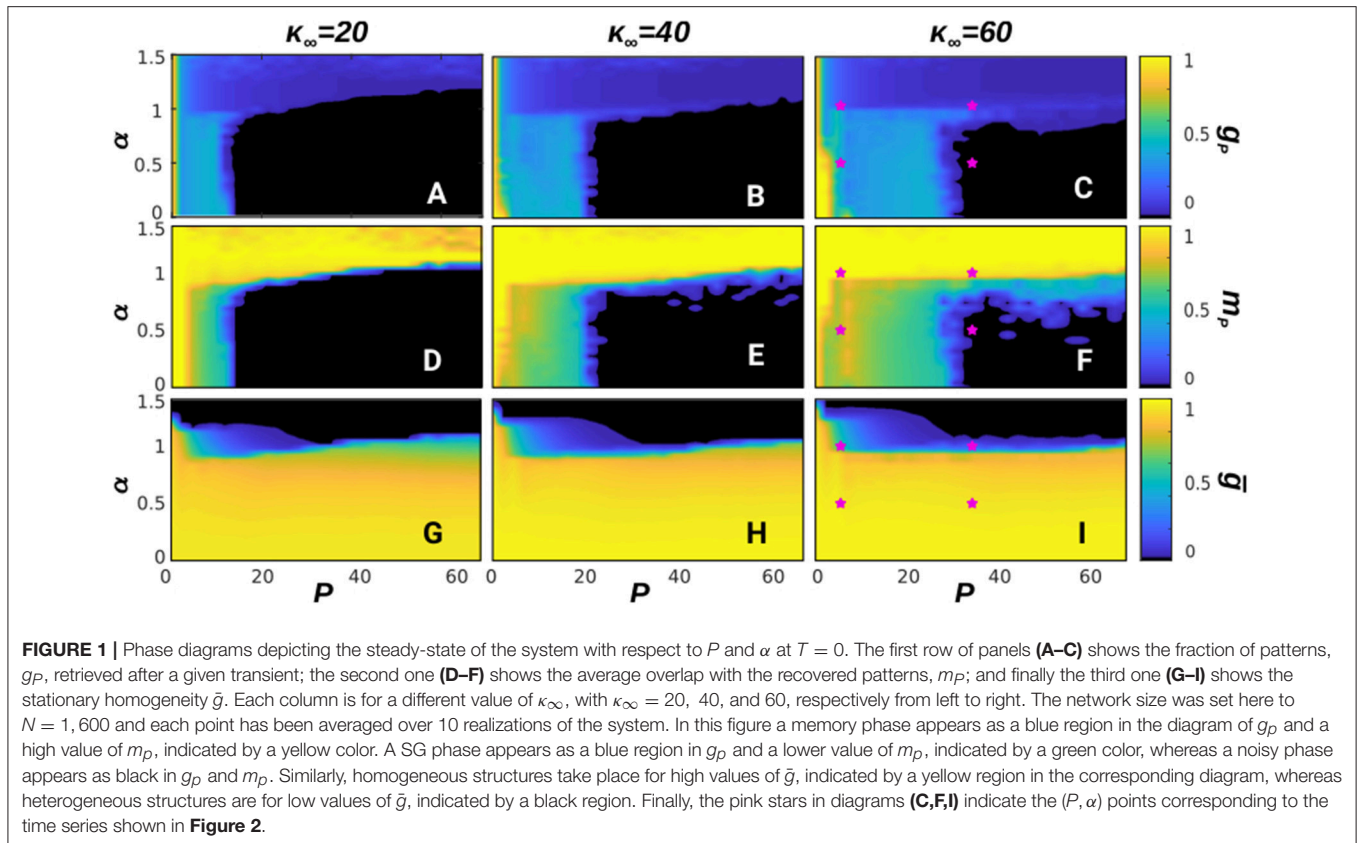 κ∞=20 κ∞=40 κ∞=60
1.5 1
α 1 0.5 gP
0.5
0 A B C 0
1.5 1
α 1 0.5 mP
0.5
0 D E F 0
1.5 1
α 1 0.5 ḡ
0.5
0 G H I 0
0 20 40 60 0 20 40 60 0 20 40 60
P P P
FIGURE 1 | Phase diagrams depicting the steady-state of the system with respect to P and α at T = 0. The first row of panels (A–C) shows the fraction of patterns,
gP, retrieved after a given transient; the second one (D–F) shows the average overlap with the recovered patterns, mP; and finally the third one (G–I) shows the
stationary homogeneity ḡ. Each column is for a different value of κ∞, with κ∞ = 20, 40, and 60, respectively from left to right. The network size was set here to
N = 1, 600 and each point has been averaged over 10 realizations of the system. In this figure a memory phase appears as a blue region in the diagram of gp and a
high value of mp, indicated by a yellow color. A SG phase appears as a blue region in gp and a lower value of mp, indicated by a green color, whereas a noisy phase
appears as black in gp and mp. Similarly, homogeneous structures take place for high values of ḡ, indicated by a yellow region in the corresponding diagram, whereas
heterogeneous structures are for low values of ḡ, indicated by a black region. Finally, the pink stars in diagrams (C,F,I) indicate the (P, α) points corresponding to the
time series shown in Figure 2.